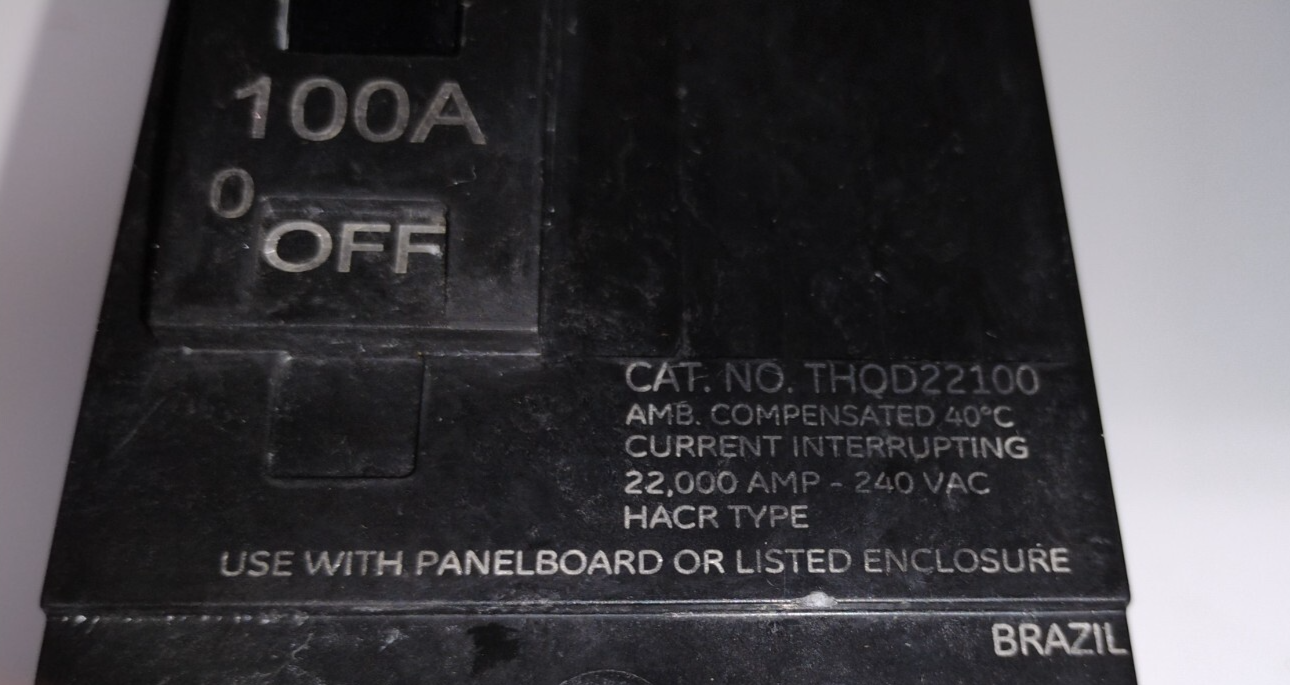 100A
0
OFF
CAT. NO. THQD22100
AMB. COMPENSATED 40°C
CURRENT INTERRUPTING
22,000 AMP - 240 VAC
HACR TYPE
USE WITH PANELBOARD OR LISTED ENCLOSURE
BRAZIL